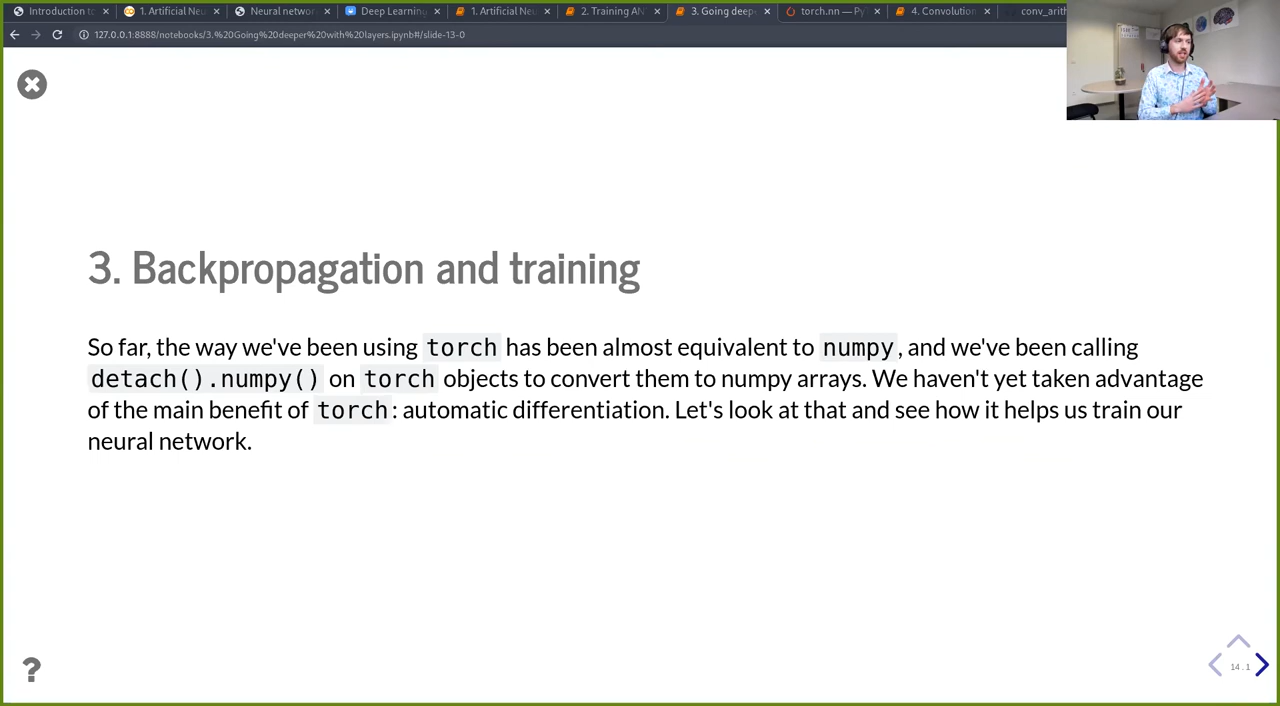 Introduction to
1. Artificial Neu
Neural networ
Deep Learning
1. Artificial Neu
2. Training AN
3. Going deep
torch.nn — Py
4. Convolution
conv_arith
127.0.0.1:8888/notebooks/3.%20Going%20deeper%20with%20layers.ipynb#/slide-13-0
3. Backpropagation and training
So far, the way we've been using torch has been almost equivalent to numpy, and we've been calling
detach().numpy() on torch objects to convert them to numpy arrays. We haven't yet taken advantage
of the main benefit of torch: automatic differentiation. Let's look at that and see how it helps us train our
neural network.
?
14.1